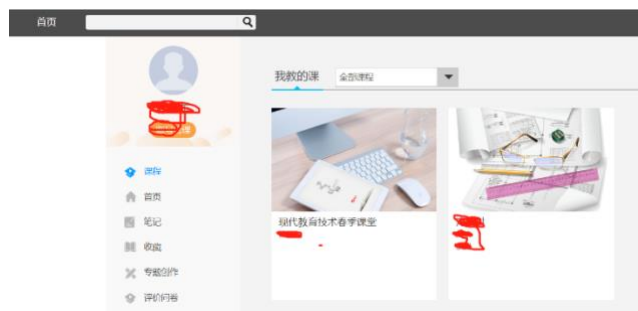 首页
我教的课
全部课程
课
课程
首页
笔记
收藏
专题创作
评价问卷
现代教育技术春季课堂